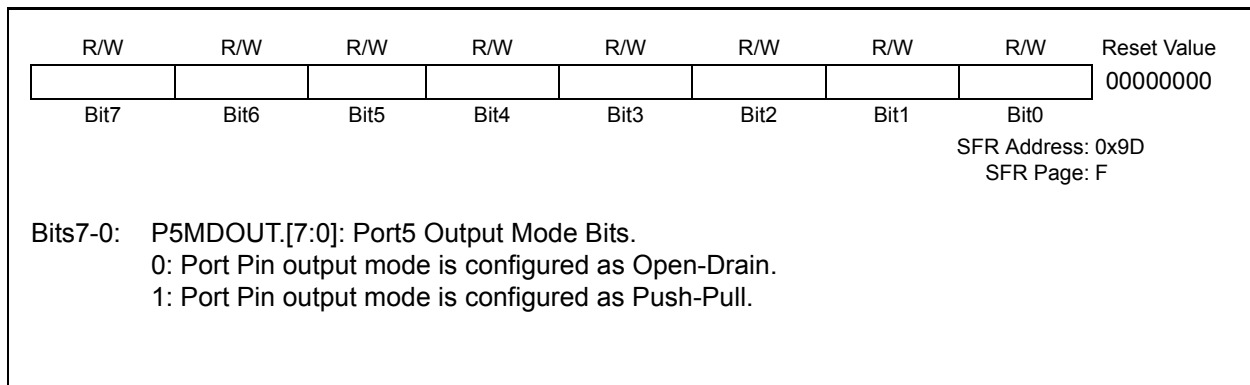 R/W R/W R/W R/W R/W R/W R/W R/W Reset Value
00000000
Bit7 Bit6 Bit5 Bit4 Bit3 Bit2 Bit1 Bit0
SFR Address: 0x9D
SFR Page: F
Bits7-0: P5MDOUT.[7:0]: Port5 Output Mode Bits.
0: Port Pin output mode is configured as Open-Drain.
1: Port Pin output mode is configured as Push-Pull.